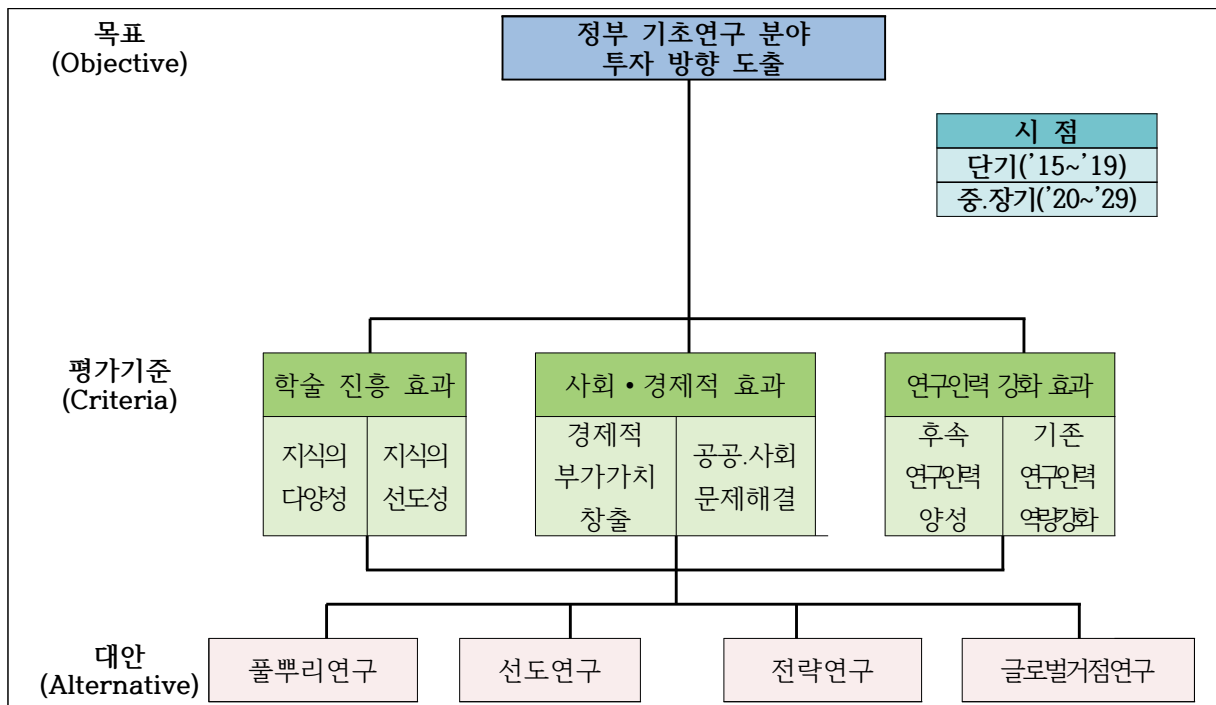 목표
(Objective)
정부 기초연구 분야
투자 방향 도출
시 점
단기('15~'19)
중.장기('20~'29)
평가기준
(Criteria)
학술 진흥 효과
지식의
다양성
지식의
선도성
사회·경제적 효과
경제적
부가가치
창출
공공.사회
문제해결
연구인력 강화 효과
후속
연구인력
양성
기존
연구인력
역량강화
대안
(Alternative)
풀뿌리연구
선도연구
전략연구
글로벌거점연구